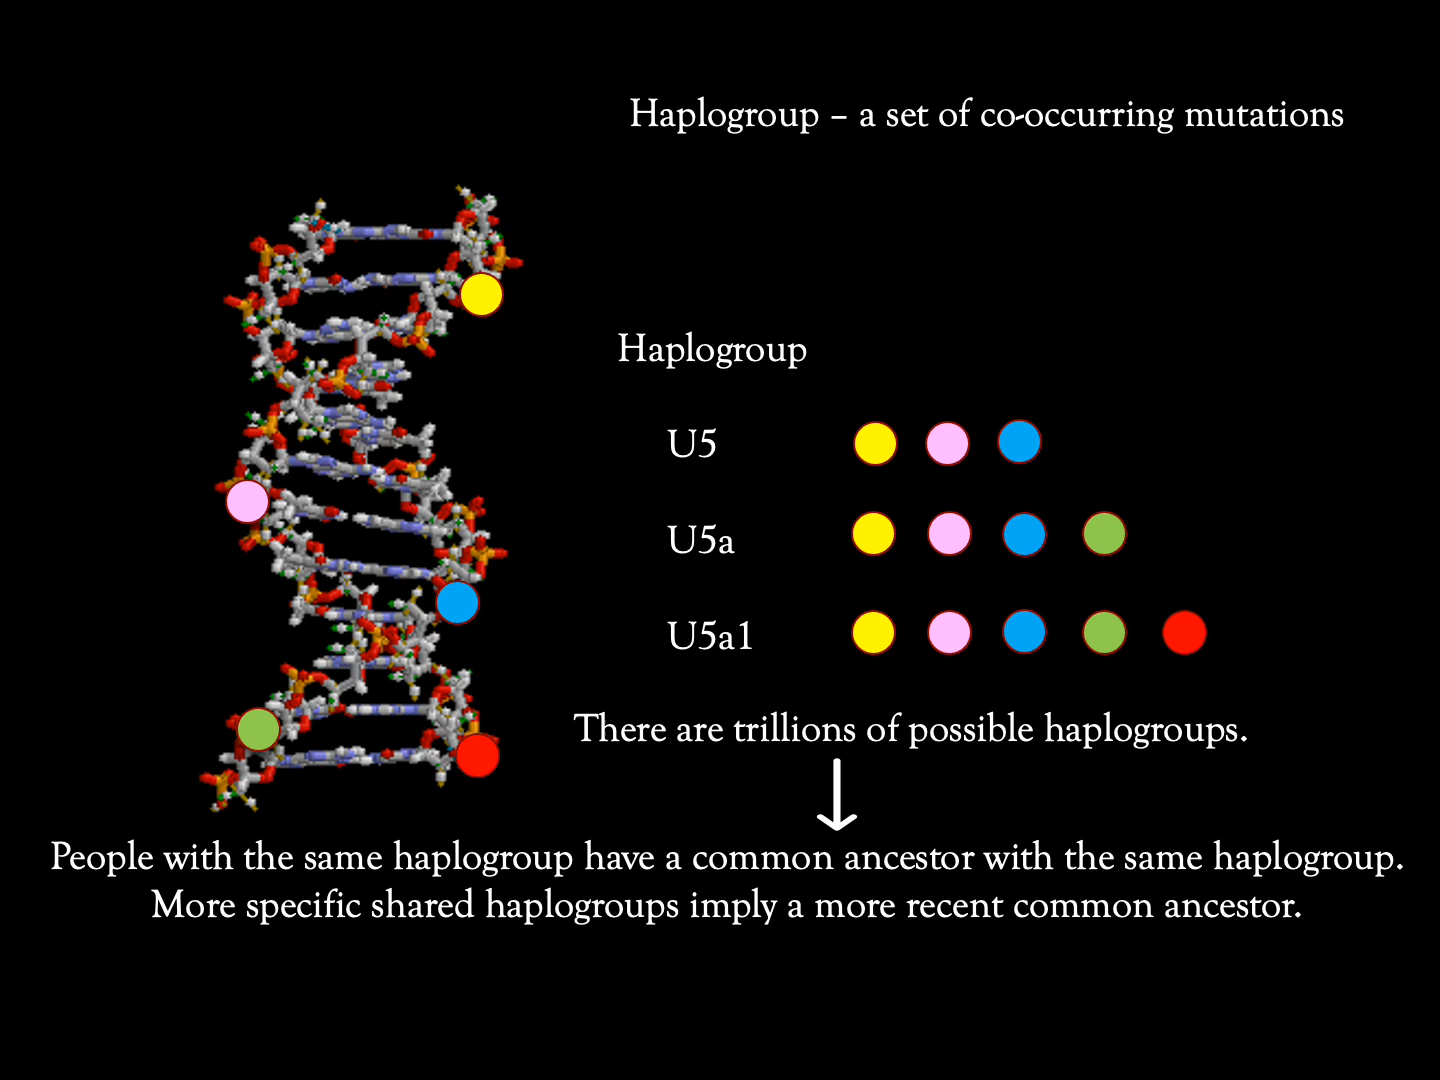 Haplogroup – a set of co-occurring mutations
Haplogroup
U5
U5a
U5a1
There are trillions of possible haplogroups.
People with the same haplogroup have a common ancestor with the same haplogroup.
More specific shared haplogroups imply a more recent common ancestor.